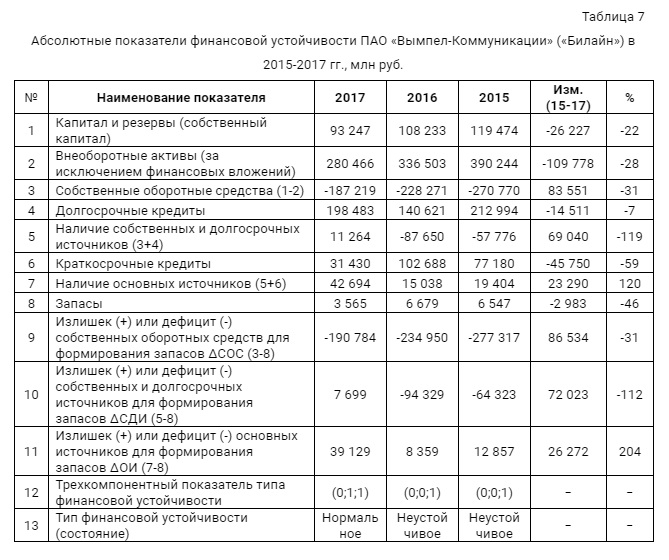 Таблица 7
Абсолютные показатели финансовой устойчивости ПАО «Вымпел-Коммуникации» («Билайн») в
2015-2017 гг., млн руб.
№ Наименование показателя 2017 2016 2015 Изм. (15-17) %
1 Капитал и резервы (собственный капитал) 93 247 108 233 119 474 -26 227 -22
2 Внеоборотные активы (за исключением финансовых вложений) 280 466 336 503 390 244 -109 778 -28
3 Собственные оборотные средства (1-2) -187 219 -228 271 -270 770 83 551 -31
4 Долгосрочные кредиты 198 483 140 621 212 994 -14 511 -7
5 Наличие собственных и долгосрочных источников (3+4) 11 264 -87 650 -57 776 69 040 -119
6 Краткосрочные кредиты 31 430 102 688 77 180 -45 750 -59
7 Наличие основных источников (5+6) 42 694 15 038 19 404 23 290 120
8 Запасы 3 565 6 679 6 547 -2 983 -46
9 Излишек (+) или дефицит (-) собственных оборотных средств для формирования запасов ΔСОС (3-8) -190 784 -234 950 -277 317 86 534 -31
10 Излишек (+) или дефицит (-) собственных и долгосрочных источников для формирования запасов ΔСДИ (5-8) 7 699 -94 329 -64 323 72 023 -112
11 Излишек (+) или дефицит (-) основных источников для формирования запасов ΔОИ (7-8) 39 129 8 359 12 857 26 272 204
12 Трехкомпонентный показатель типа финансовой устойчивости (0;1;1) (0;0;1) (0;0;1) – –
13 Тип финансовой устойчивости (состояние) Нормальное Неустойчивое Неустойчивое – –